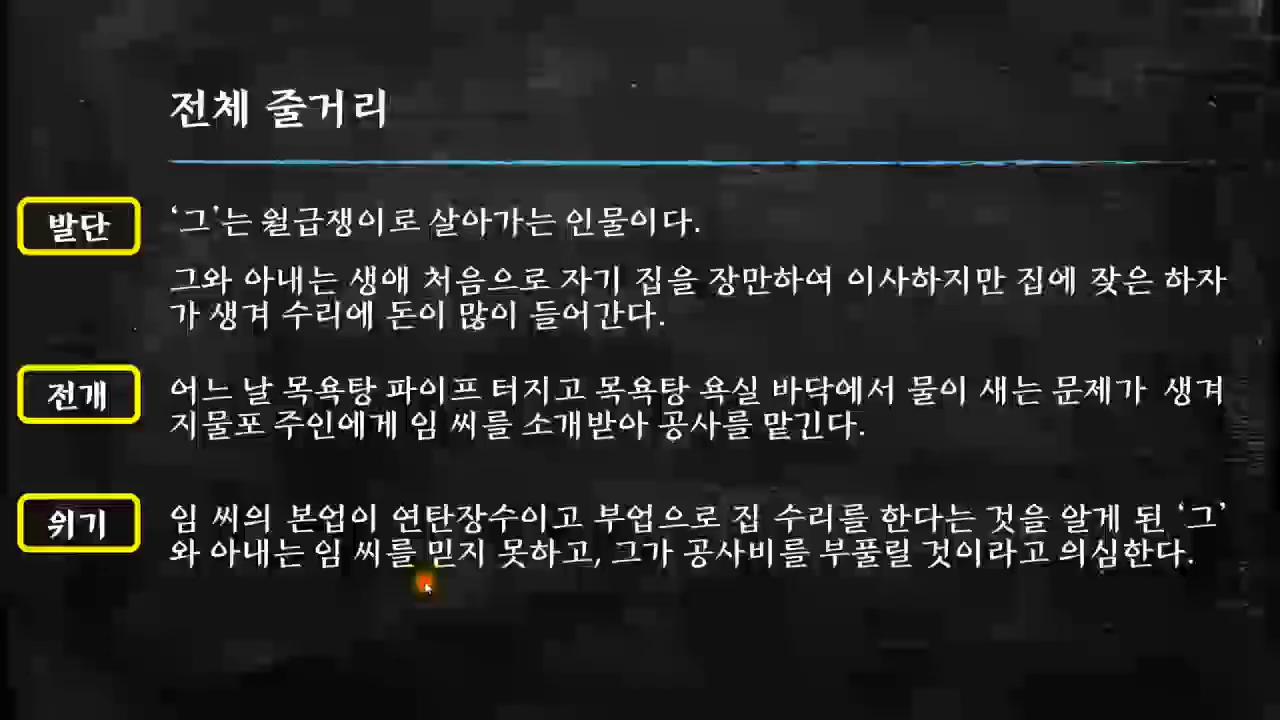 전체 줄거리
발단
‘그’는 월급쟁이로 살아가는 인물이다.
그와 아내는 생애 처음으로 자기 집을 장만하여 이사하지만 집에 잦은 하자
가 생겨 수리에 돈이 많이 들어간다.
전개
어느 날 목욕탕 파이프 터지고 목욕탕 욕실 바닥에서 물이 새는 문제가 생겨
지물포 주인에게 임 씨를 소개받아 공사를 맡긴다.
위기
임 씨의 본업이 연탄장수이고 부업으로 집 수리를 한다는 것을 알게 된 ‘그’
와 아내는 임 씨를 믿지 못하고, 그가 공사비를 부풀릴 것이라고 의심한다.